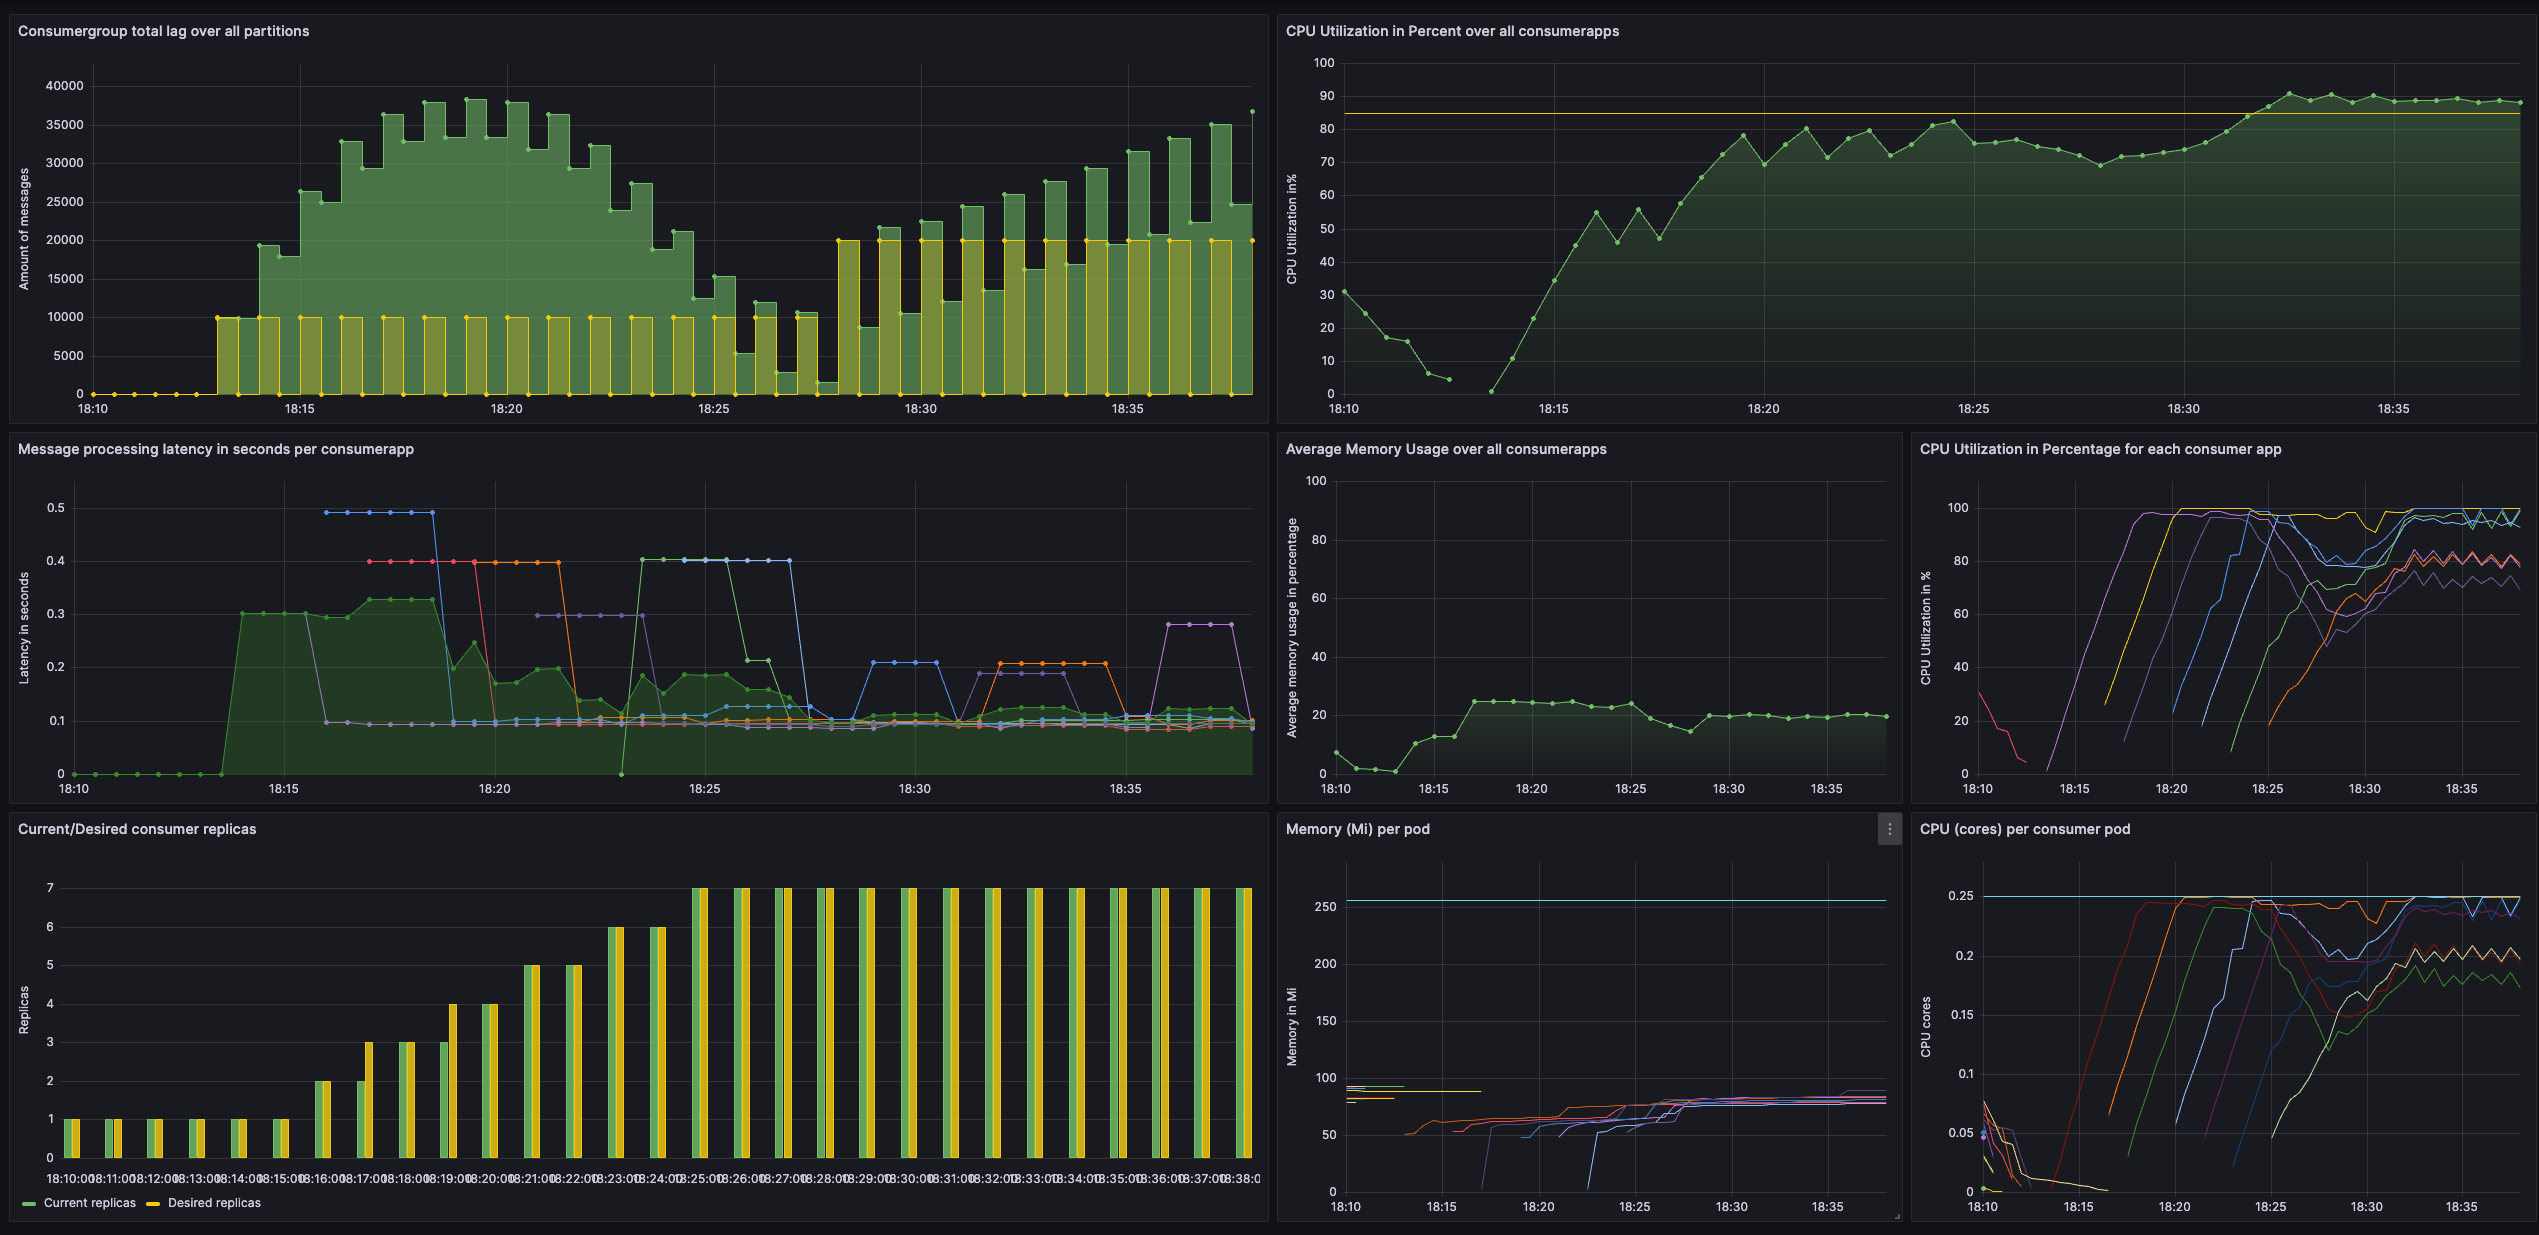 Consumergroup total lag over all partitions
Amount of messages
40000
35000
30000
25000
20000
15000
10000
5000
0
18:10 18:15 18:20 18:25 18:30 18:35
CPU Utilization in Percent over all consumerapps
CPU Utilization in%
100
90
80
70
60
50
40
30
20
10
0
18:10 18:15 18:20 18:25 18:30 18:35
Message processing latency in seconds per consumerapp
Latency in seconds
0.5
0.4
0.3
0.2
0.1
0
18:10 18:15 18:20 18:25 18:30 18:35
Average Memory Usage over all consumerapps
Average memory usage in percentage
100
80
60
40
20
0
18:10 18:15 18:20 18:25 18:30 18:35
CPU Utilization in Percentage for each consumer app
CPU Utilization in %
100
80
60
40
20
0
18:10 18:15 18:20 18:25 18:30 18:35
Current/Desired consumer replicas
Replicas
7
6
5
4
3
2
1
0
18:10:00 18:11:00 18:12:00 18:13:00 18:14:00 18:15:00 18:16:00 18:17:00 18:18:00 18:19:00 18:20:00 18:21:00 18:22:00 18:23:00 18:24:00 18:25:00 18:26:00 18:27:00 18:28:00 18:29:00 18:30:00 18:31:00 18:32:00 18:33:00 18:34:00 18:35:00 18:36:00 18:37:00 18:38:0
Current replicas Desired replicas
Memory (Mi) per pod
Memory in Mi
250
200
150
100
50
0
18:10 18:15 18:20 18:25 18:30 18:35
CPU (cores) per consumer pod
CPU cores
0.25
0.2
0.15
0.1
0.05
0
18:10 18:15 18:20 18:25 18:30 18:35